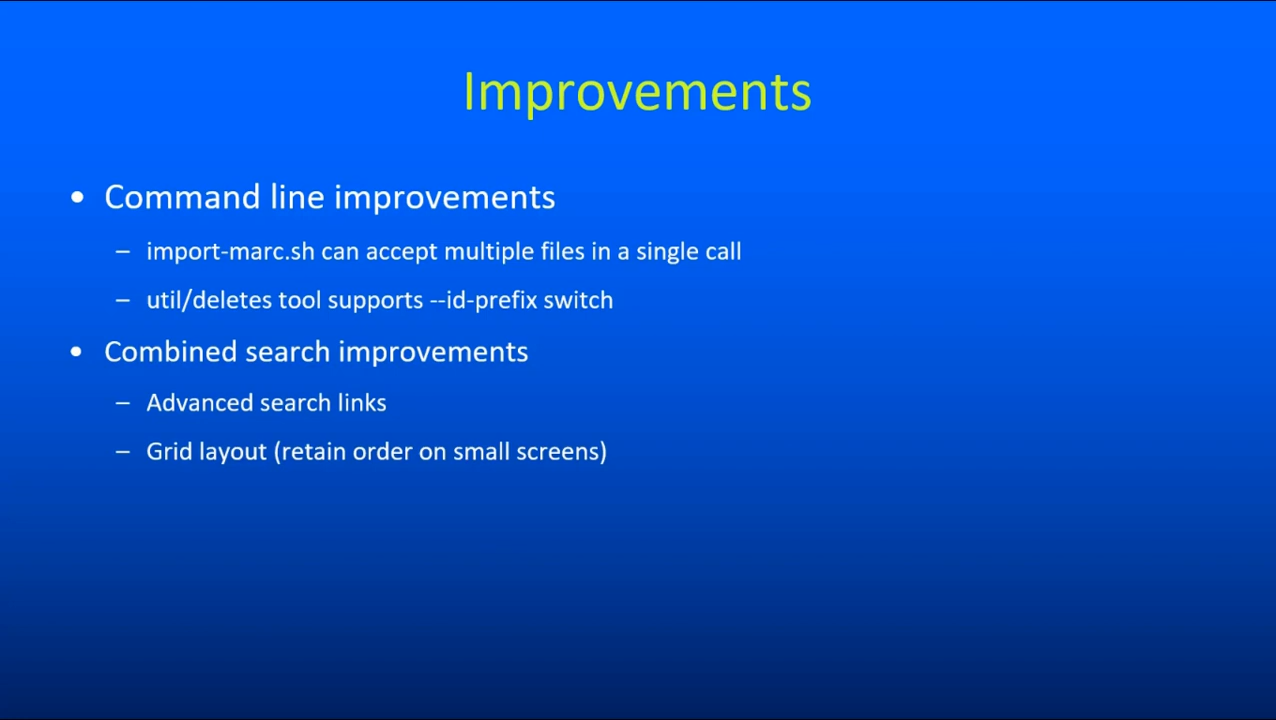 Improvements
• Command line improvements
– import-marc.sh can accept multiple files in a single call
– util/deletes tool supports --id-prefix switch
• Combined search improvements
– Advanced search links
– Grid layout (retain order on small screens)